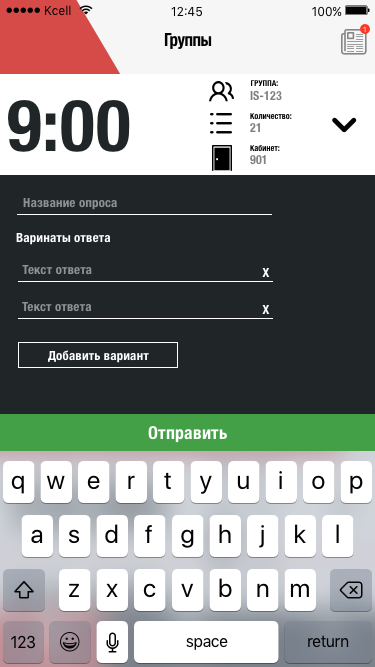 Kcell 12:45 100%
Группы
1
9:00
ГРУППА:
IS-123
Количество:
21
Кабинет:
901
Название опроса
Варинаты ответа
Текст ответа x
Текст ответа x
Добавить вариант
Отправить
q w e r t y u i o p
a s d f g h j k l
z x c v b n m
123 space return